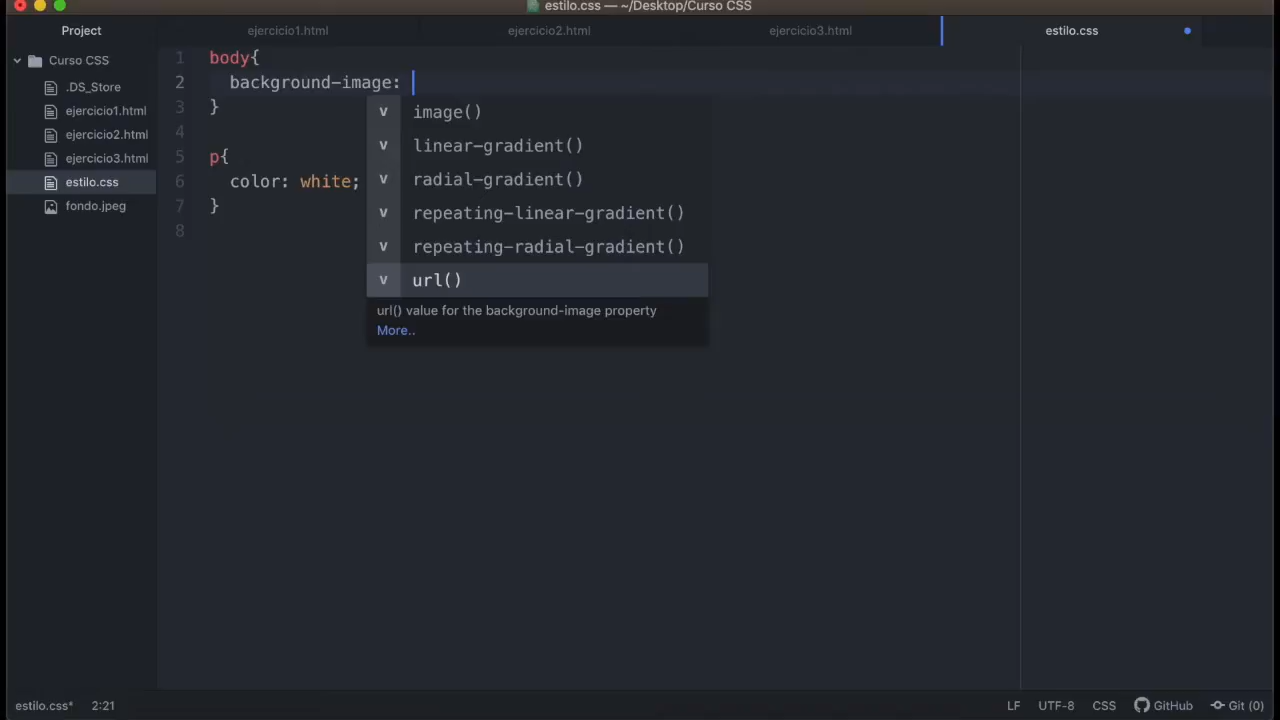 estilo.css — ~/Desktop/Curso CSS
Project
ejercicio1.html
ejercicio2.html
ejercicio3.html
estilo.css
Curso CSS
.DS_Store
ejercicio1.html
ejercicio2.html
ejercicio3.html
estilo.css
fondo.jpeg
1 body{
2 background-image:
3 }
4
5 p{
6 color: white;
7 }
8
v image()
v linear-gradient()
v radial-gradient()
v repeating-linear-gradient()
v repeating-radial-gradient()
v url()
url() value for the background-image property
More..
estilo.css* 2:21
LF UTF-8 CSS GitHub Git (0)